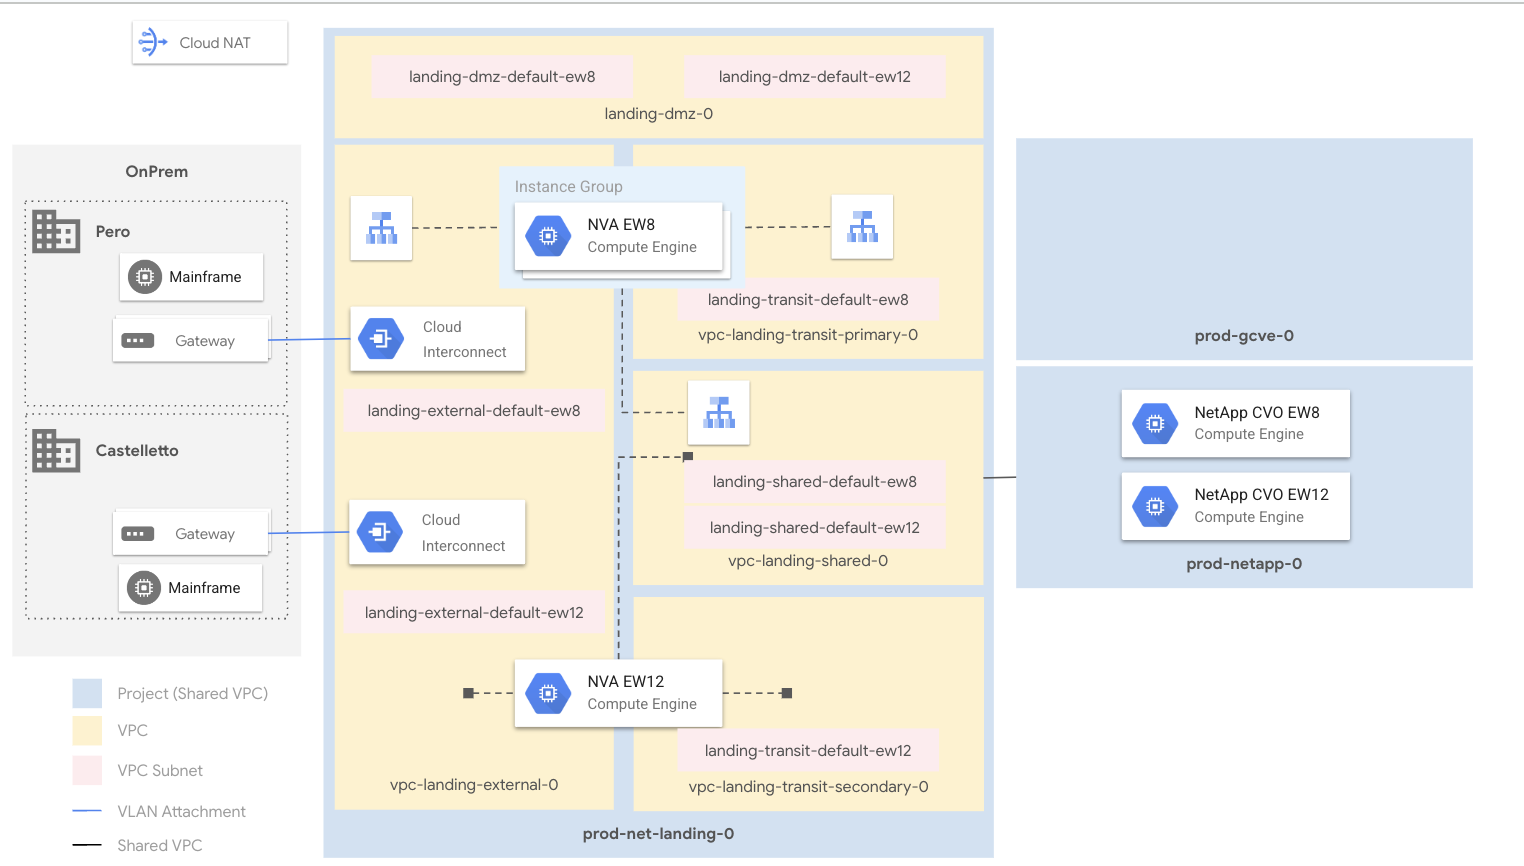 Cloud NAT
landing-dmz-default-ew8
landing-dmz-default-ew12
landing-dmz-0
OnPrem
Pero
Mainframe
Gateway
Castelletto
Gateway
Mainframe
Instance Group
NVA EW8
Compute Engine
Cloud
Interconnect
landing-external-default-ew8
Cloud
Interconnect
landing-external-default-ew12
NVA EW12
Compute Engine
vpc-landing-external-0
landing-transit-default-ew8
vpc-landing-transit-primary-0
landing-shared-default-ew8
landing-shared-default-ew12
vpc-landing-shared-0
landing-transit-default-ew12
vpc-landing-transit-secondary-0
prod-net-landing-0
prod-gcve-0
NetApp CVO EW8
Compute Engine
NetApp CVO EW12
Compute Engine
prod-netapp-0
Project (Shared VPC)
VPC
VPC Subnet
VLAN Attachment
Shared VPC